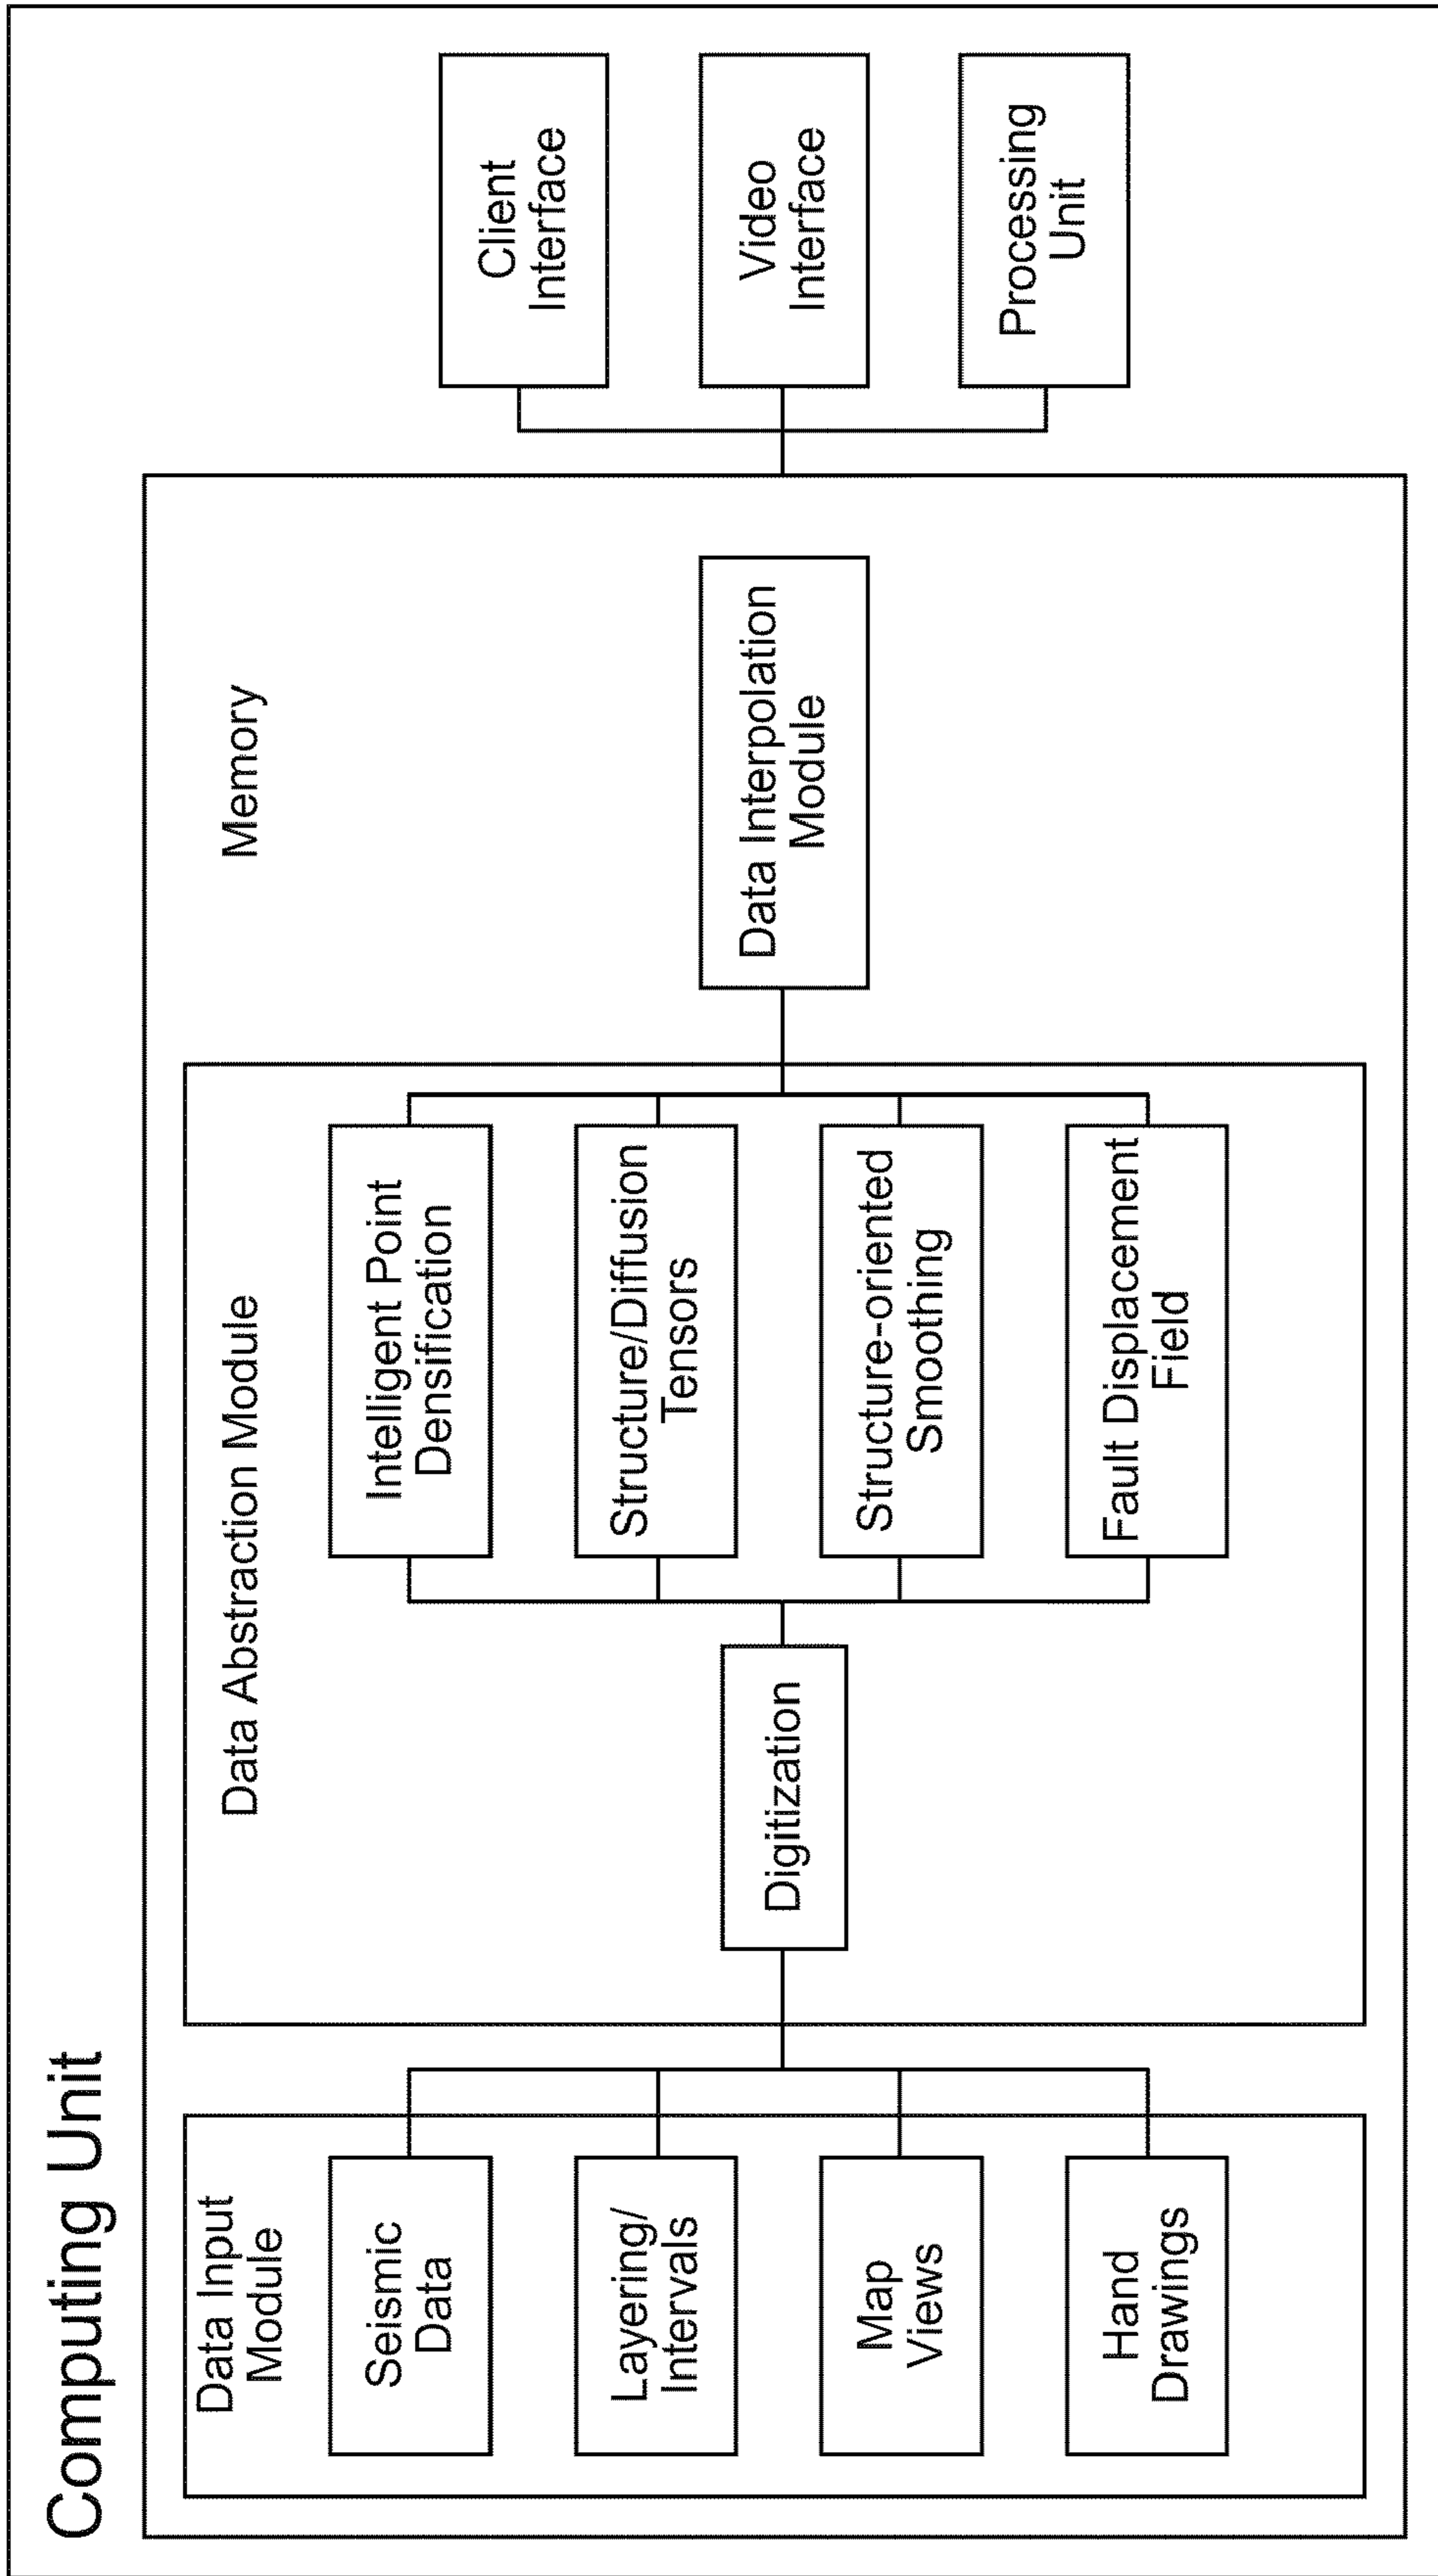 Computing Unit
Data Input
Module
Seismic
Data
Layering/
Intervals
Map
Views
Hand
Drawings
Data Abstraction Module
Digitization
Intelligent Point
Densification
Structure/Diffusion
Tensors
Structure-oriented
Smoothing
Fault Displacement
Field
Memory
Data Interpolation
Module
Client
Interface
Video
Interface
Processing
Unit